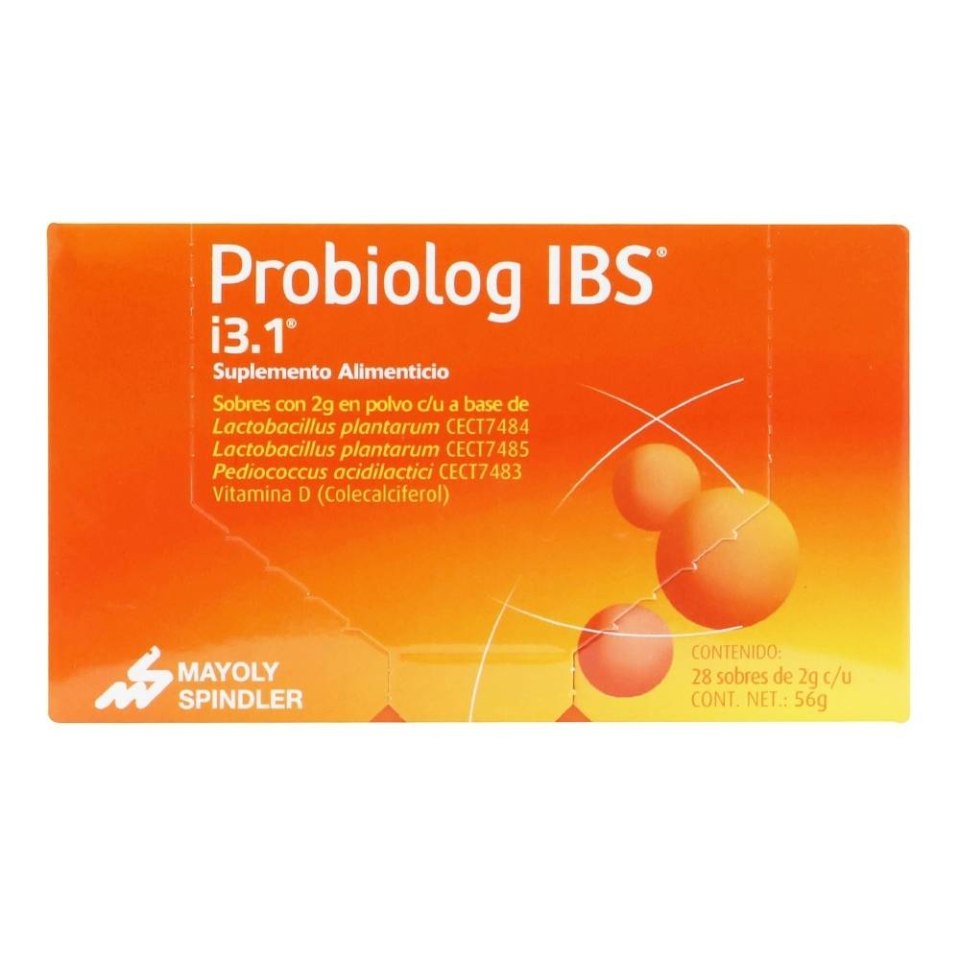 Probiolog IBS®
i3.1®
Suplemento Alimenticio
Sobres con 2g en polvo c/u a base de
Lactobacillus plantarum CECT7484
Lactobacillus plantarum CECT7485
Pediococcus acidilactici CECT7483
Vitamina D (Colecalciferol)
MAYOLY
SPINDLER
CONTENIDO:
28 sobres de 2g c/u
CONT. NET.: 56g